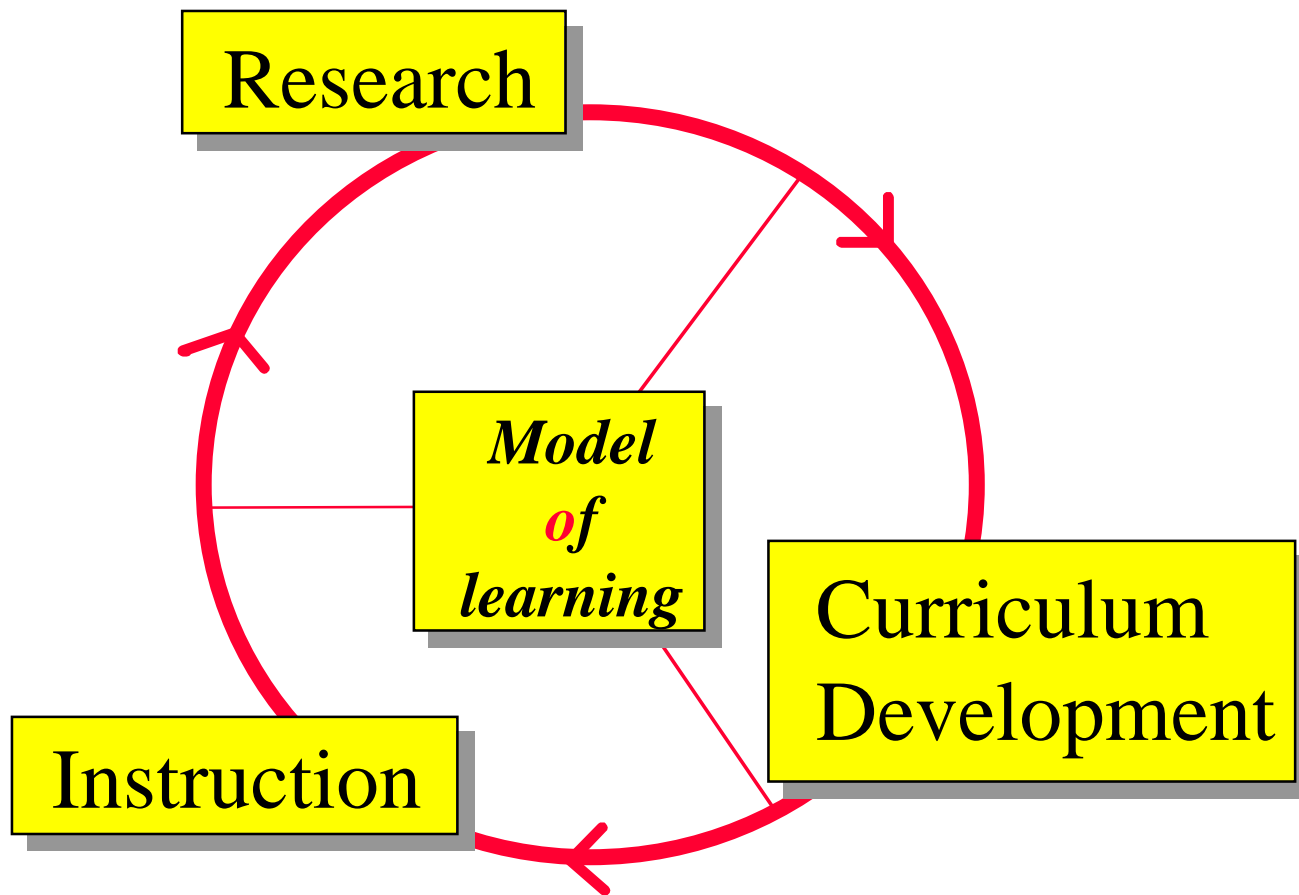 Research
Model
of
learning
Curriculum
Development
Instruction